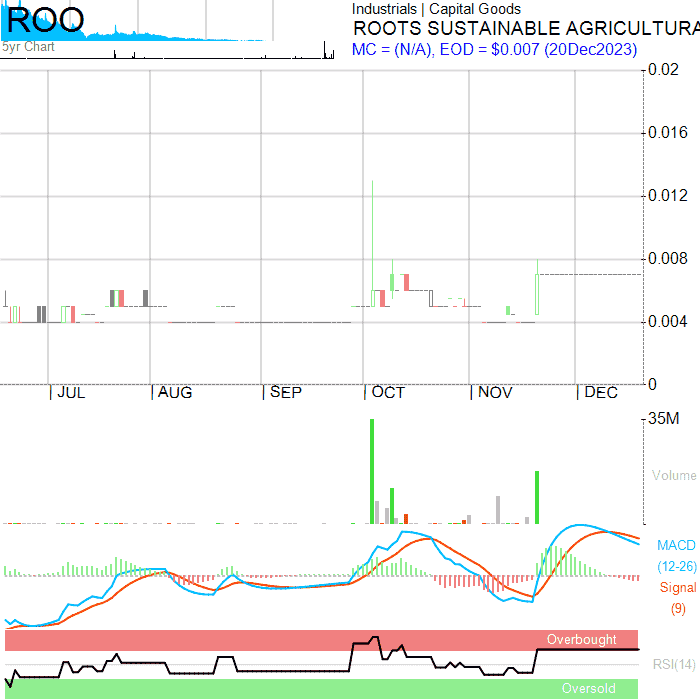 ROO
5yr Chart
Industrials | Capital Goods
ROOTS SUSTAINABLE AGRICULTURA
MC = (N/A), EOD = $0.007 (20Dec2023)
0.02
0.016
0.012
0.008
0.004
0
JUL AUG SEP OCT NOV DEC
35M
Volume
MACD
(12-26)
Signal
(9)
Overbought
RSI(14)
Oversold